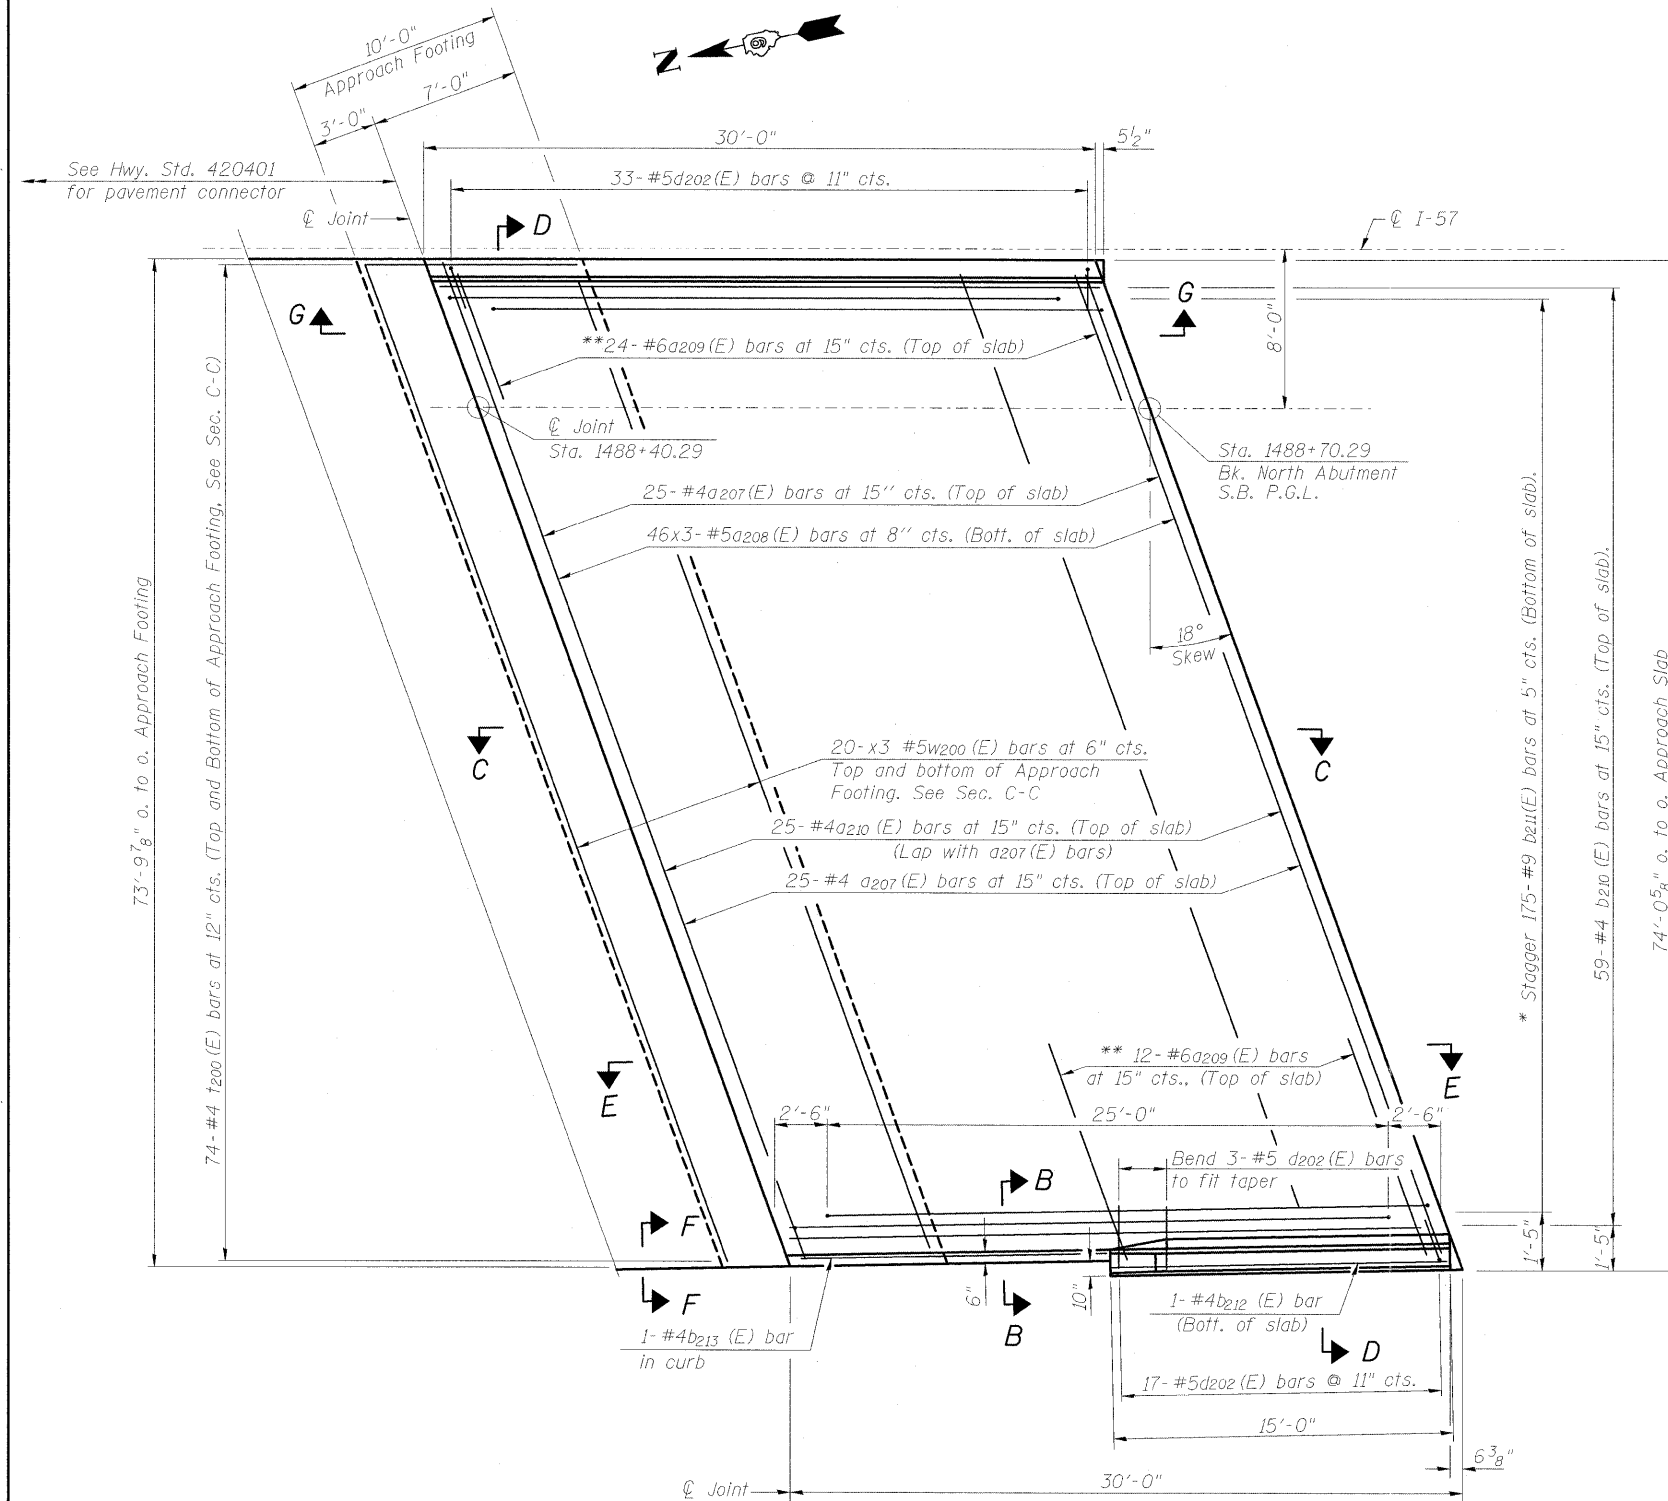 10'-0"
Approach Footing
7'-0"
3'-0"
N
30'-0"
5½"
See Hwy. Std. 420401
for pavement connector
33-#5d202(E) bars @ 11" cts.
℄ Joint
D
℄ I-57
G
G
8'-0"
**24-#6a209(E) bars at 15" cts. (Top of slab)
℄ Joint
Sta. 1488+40.29
Sta. 1488+70.29
Bk. North Abutment
S.B. P.G.L.
25-#4a207(E) bars at 15'' cts. (Top of slab)
46x3-#5a208(E) bars at 8'' cts. (Bott. of slab)
73'-9⅞" o. to o. Approach Footing
74-#4 t200(E) bars at 12" cts. (Top and Bottom of Approach Footing, See Sec. C-C)
18°
Skew
* Stagger 175-#9 b211(E) bars at 5" cts. (Bottom of slab).
59-#4 b210(E) bars at 15" cts. (Top of slab).
74'-0⅝" o. to o. Approach Slab
C
C
20-x3 #5w200(E) bars at 6" cts.
Top and bottom of Approach
Footing. See Sec. C-C
25-#4a210(E) bars at 15" cts. (Top of slab)
(Lap with a207(E) bars)
25-#4 a207(E) bars at 15" cts. (Top of slab)
** 12-#6a209(E) bars
at 15" cts., (Top of slab)
E
E
2'-6"
25'-0"
2'-6"
Bend 3-#5 d202(E) bars
to fit taper
B
F
F
6"
B
10"
1'-5"
1'-5"
1-#4b213 (E) bar
in curb
1-#4b212 (E) bar
(Bott. of slab)
D
17-#5d202(E) bars @ 11" cts.
15'-0"
6⅜"
30'-0"
℄ Joint